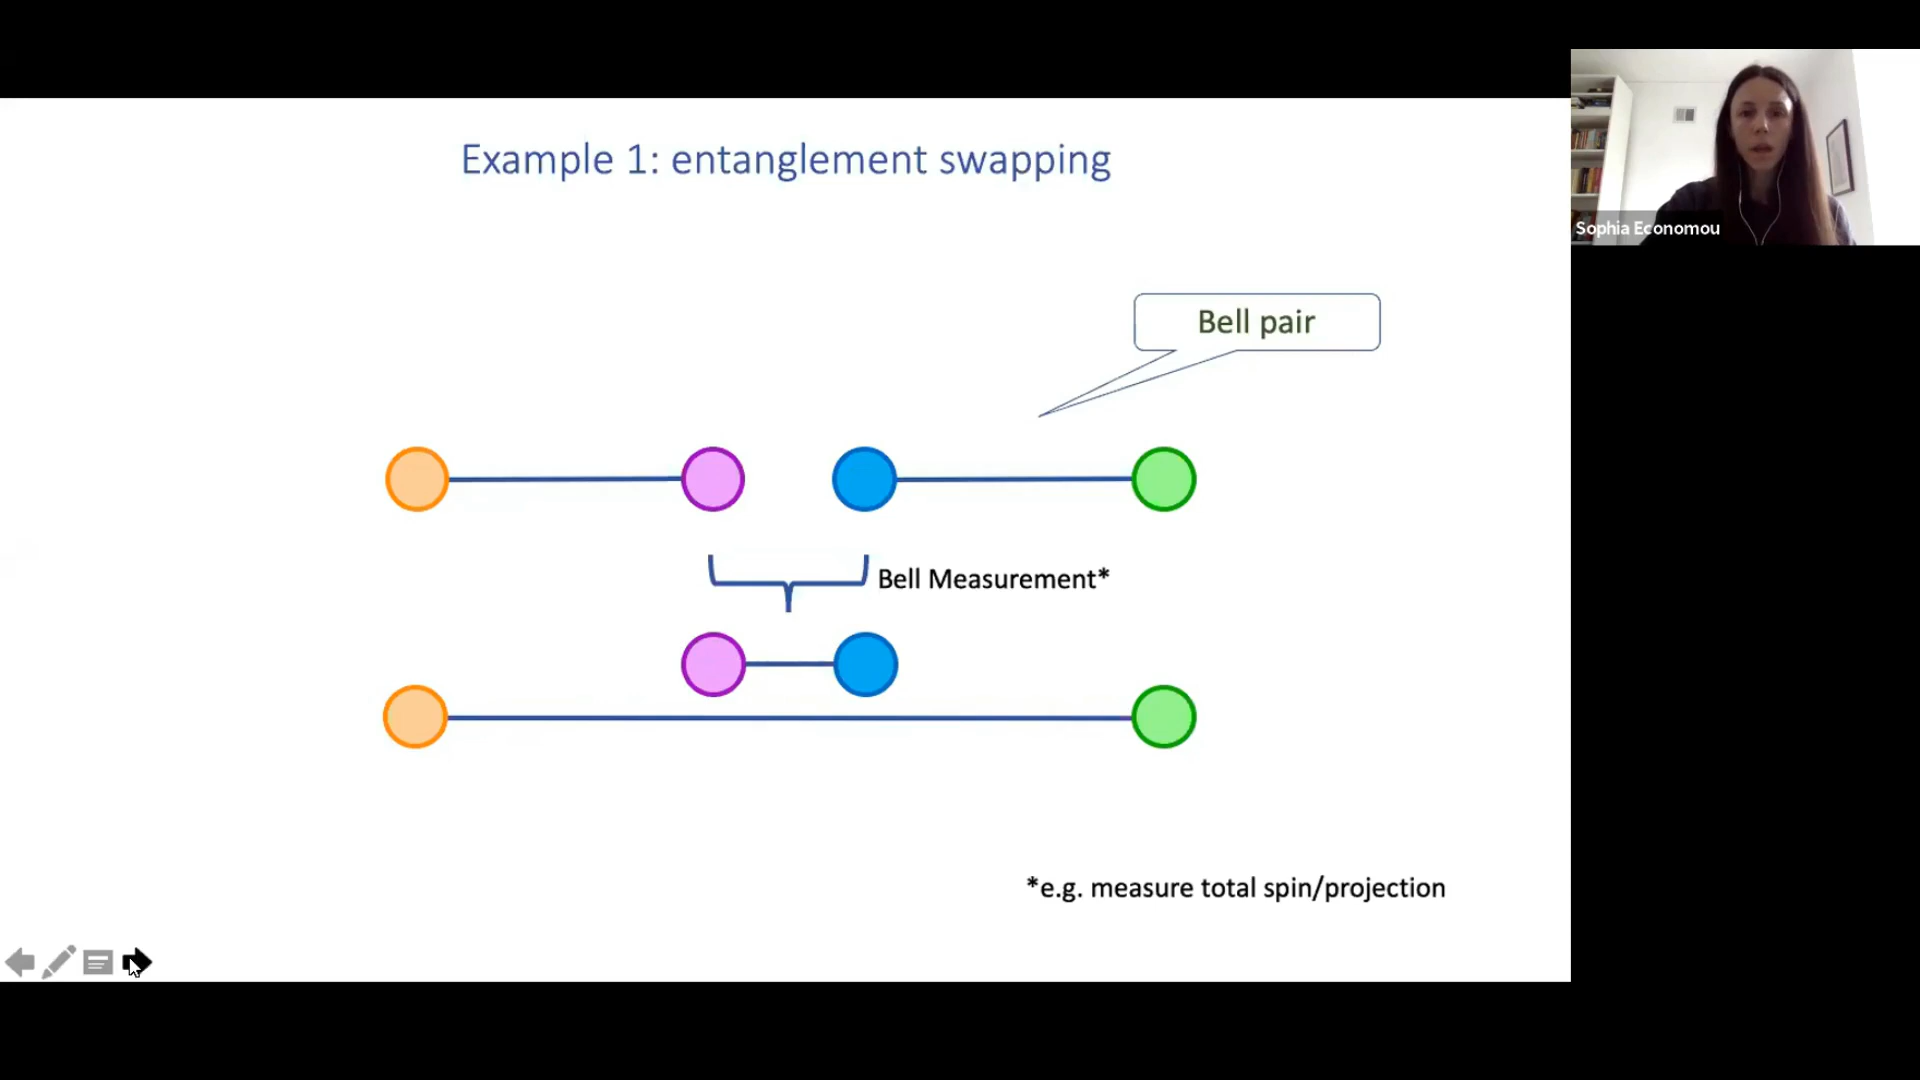 Example 1: entanglement swapping
Sophia Economou
Bell pair
Bell Measurement*
*e.g. measure total spin/projection